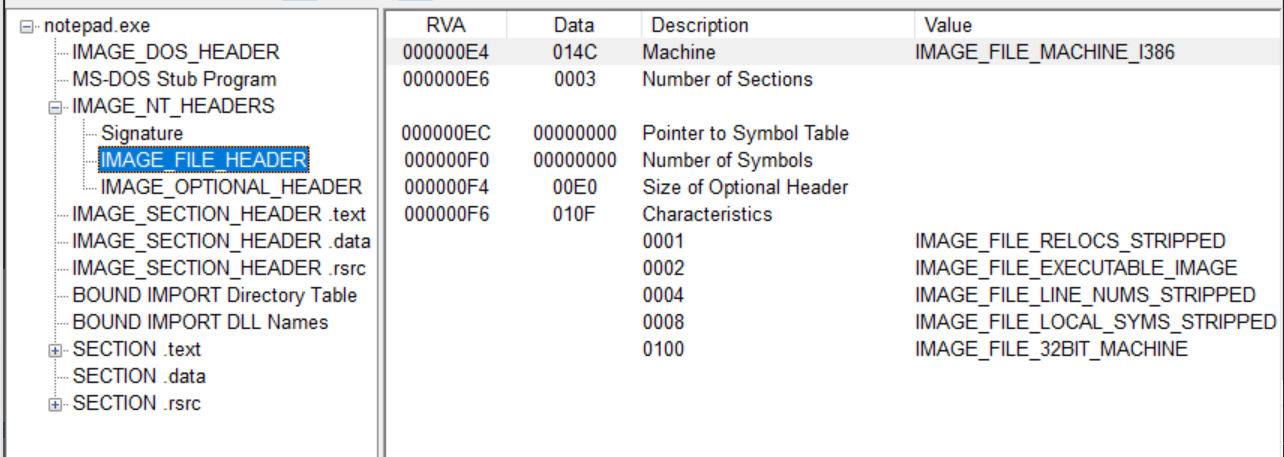 notepad.exe
IMAGE_DOS_HEADER
MS-DOS Stub Program
IMAGE_NT_HEADERS
Signature
IMAGE_FILE_HEADER
IMAGE_OPTIONAL_HEADER
IMAGE_SECTION_HEADER .text
IMAGE_SECTION_HEADER .data
IMAGE_SECTION_HEADER .rsrc
BOUND IMPORT Directory Table
BOUND IMPORT DLL Names
SECTION .text
SECTION .data
SECTION .rsrc
RVA Data Description Value
000000E4 014C Machine IMAGE_FILE_MACHINE_I386
000000E6 0003 Number of Sections
000000EC 00000000 Pointer to Symbol Table
000000F0 00000000 Number of Symbols
000000F4 00E0 Size of Optional Header
000000F6 010F Characteristics
0001 IMAGE_FILE_RELOCS_STRIPPED
0002 IMAGE_FILE_EXECUTABLE_IMAGE
0004 IMAGE_FILE_LINE_NUMS_STRIPPED
0008 IMAGE_FILE_LOCAL_SYMS_STRIPPED
0100 IMAGE_FILE_32BIT_MACHINE